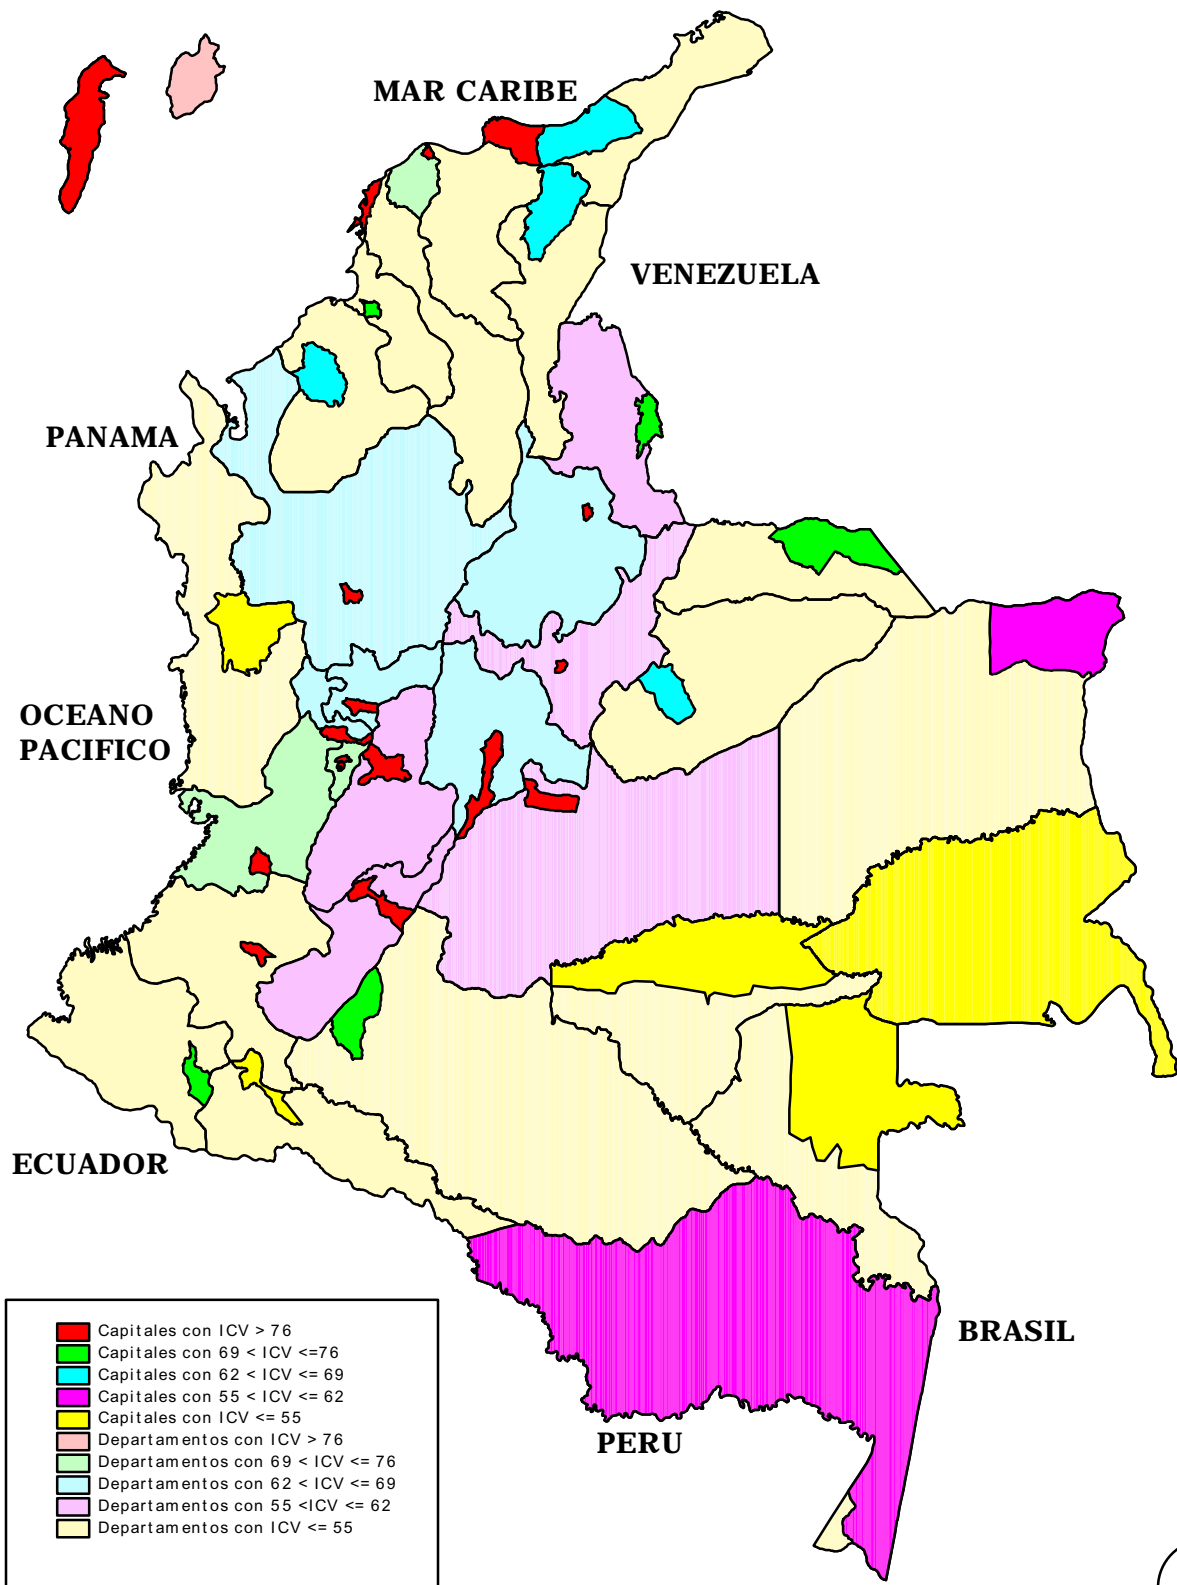 MAR CARIBE
VENEZUELA
PANAMA
OCEANO
PACIFICO
ECUADOR
BRASIL
PERU
Capitales con ICV > 76
Capitales con 69 < ICV <=76
Capitales con 62 < ICV <= 69
Capitales con 55 < ICV <= 62
Capitales con ICV <= 55
Departamentos con ICV > 76
Departamentos con 69 < ICV <= 76
Departamentos con 62 < ICV <= 69
Departamentos con 55 <ICV <= 62
Departamentos con ICV <= 55